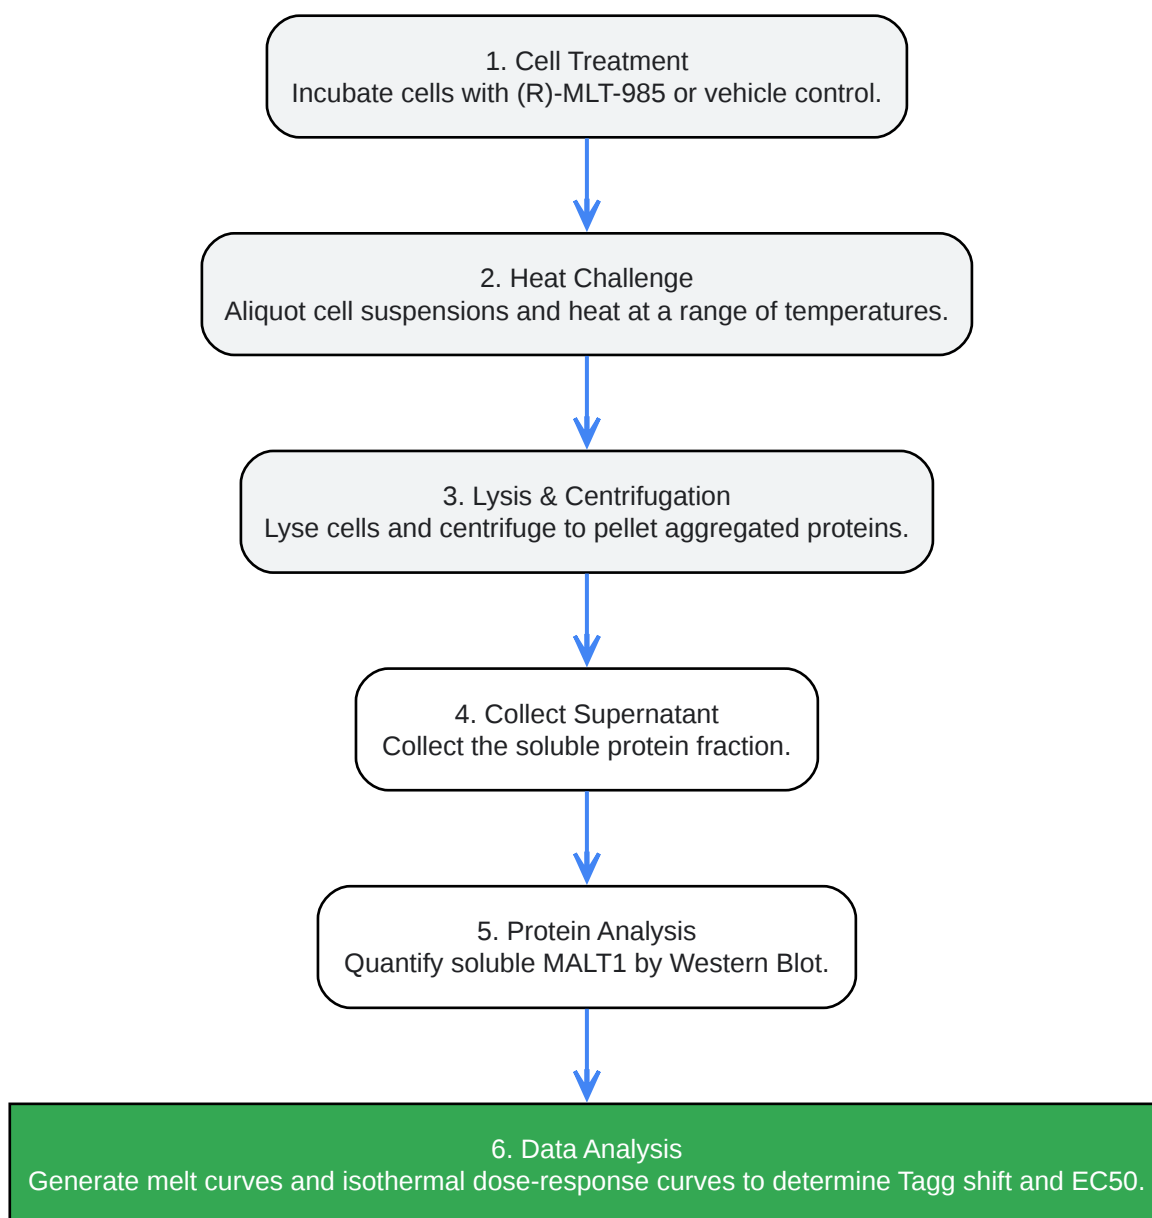 1. Cell Treatment
Incubate cells with (R)-MLT-985 or vehicle control.
2. Heat Challenge
Aliquot cell suspensions and heat at a range of temperatures.
3. Lysis & Centrifugation
Lyse cells and centrifuge to pellet aggregated proteins.
4. Collect Supernatant
Collect the soluble protein fraction.
5. Protein Analysis
Quantify soluble MALT1 by Western Blot.
6. Data Analysis
Generate melt curves and isothermal dose-response curves to determine Tagg shift and EC50.